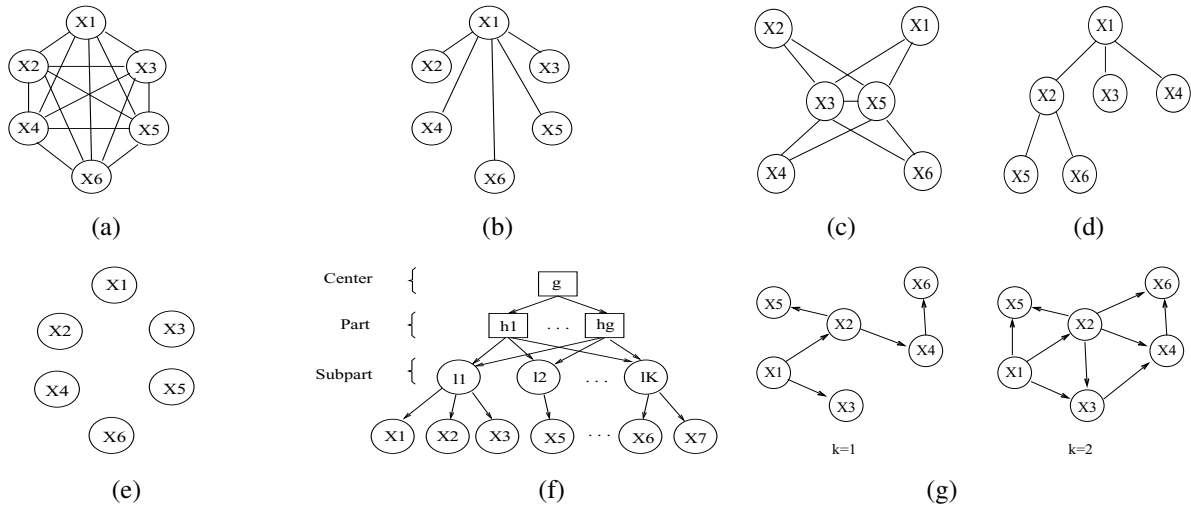 X1
X2 X3
X4 X5
X6
(a)
X1
X2 X3
X4 X5
X6
(b)
X2 X1
X3 X5
X4 X6
(c)
X1
X2 X3 X4
X5 X6
(d)
X1
X2 X3
X4 X5
X6
(e)
Center { g
Part { h1 . . . hg
Subpart { l1 l2 . . . lK
X1 X2 X3 X5 . . . X6 X7
(f)
X6
X5
X2
X4
X1
X3
k=1
X6
X5
X2
X4
X1
X3
k=2
(g)